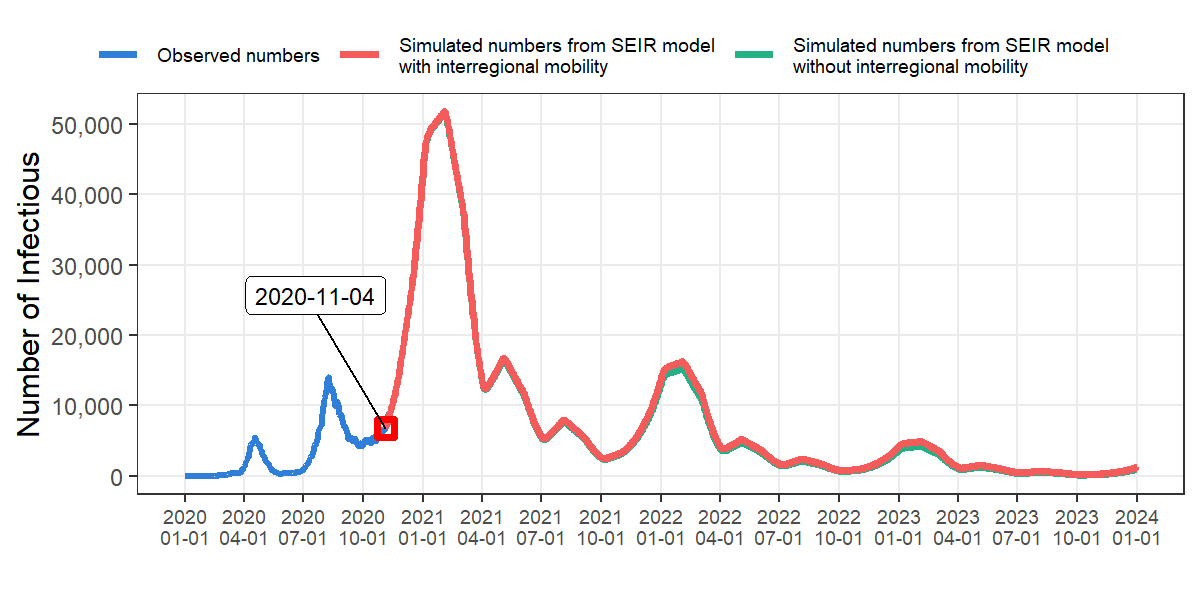 Observed numbers
Simulated numbers from SEIR model
with interregional mobility
Simulated numbers from SEIR model
without interregional mobility
Number of Infectious
50,000
40,000
30,000
20,000
10,000
0
2020-11-04
2020 2020 2020 2020 2021 2021 2021 2021 2022 2022 2022 2022 2023 2023 2023 2023 2024
01-01 04-01 07-01 10-01 01-01 04-01 07-01 10-01 01-01 04-01 07-01 10-01 01-01 04-01 07-01 10-01 01-01